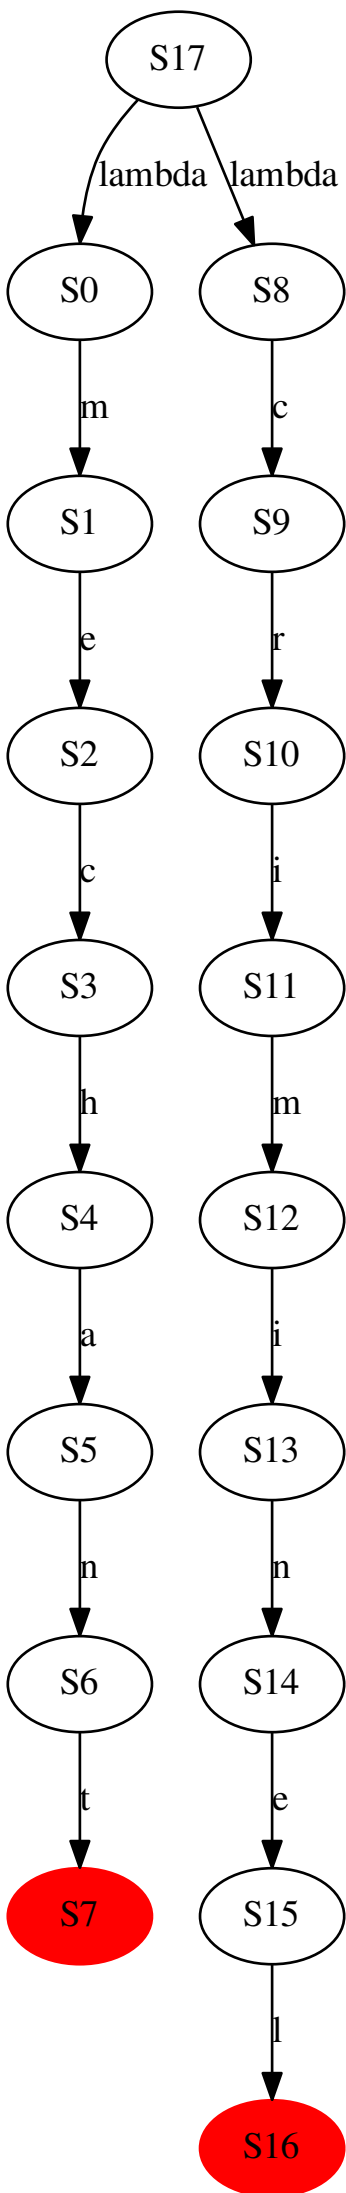 S17
lambda lambda
S0 S8
m c
S1 S9
e r
S2 S10
c i
S3 S11
h m
S4 S12
a i
S5 S13
n n
S6 S14
t e
S7 S15
l
S16